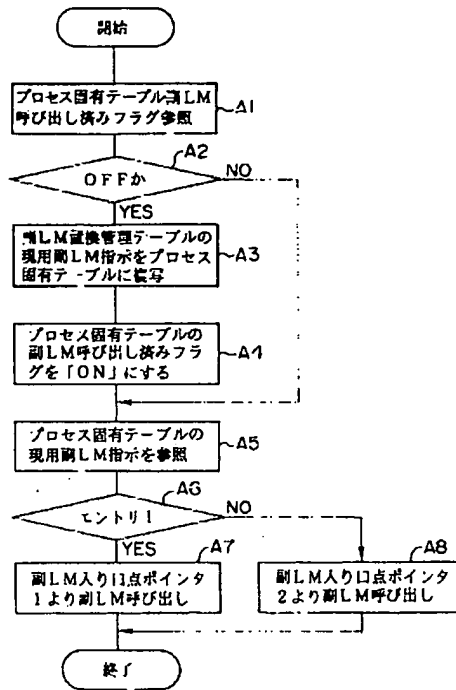 開始
プロセス固有テーブル副LM
呼び出し済みフラグ参照
A1
A2
OFFか
NO
YES
副LM置換管理テーブルの
現用副LM指示をプロセス
固有テーブルに複写
A3
プロセス固有テーブルの
副LM呼び出し済みフラ
グを「ON」にする
A4
プロセス固有テーブルの
現用副LM指示を参照
A5
A6
エントリ1
NO
YES
A7
副LM入り口点ポインタ
1より副LM呼び出し
A8
副LM入り口点ポインタ
2より副LM呼び出し
終了